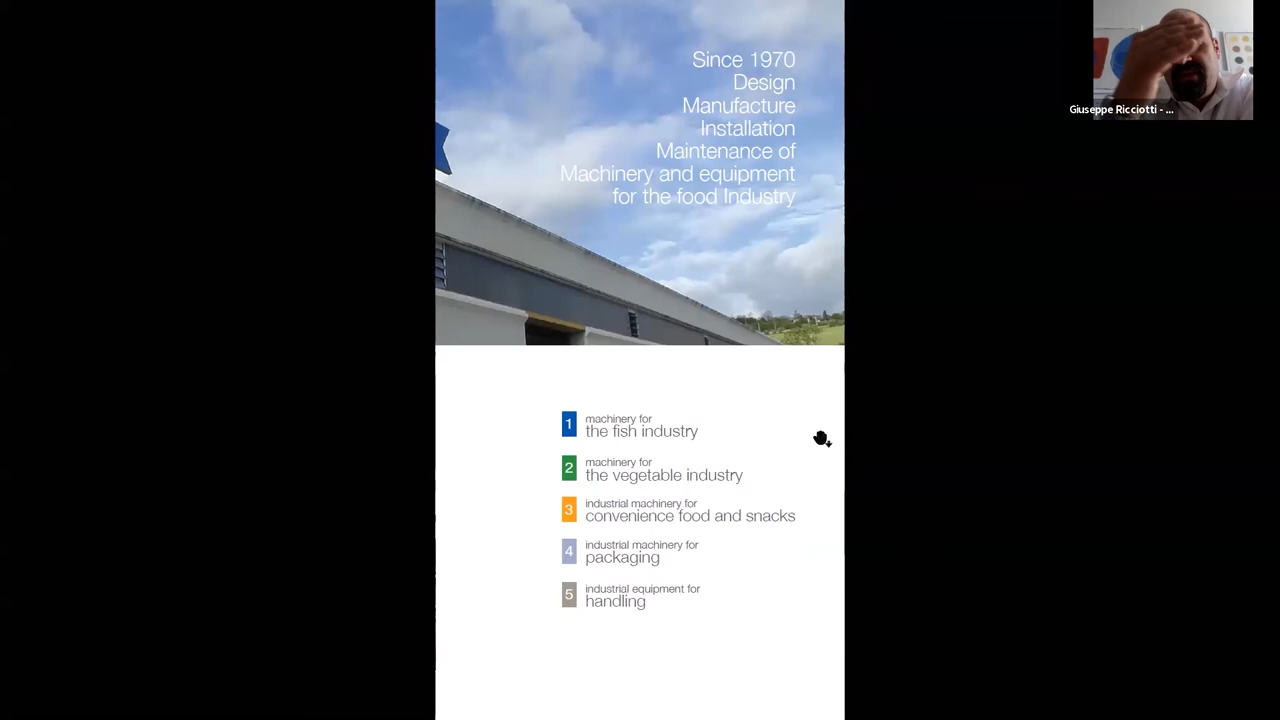 Since 1970
Design
Manufacture
Installation
Maintenance of
Machinery and equipment
for the food Industry
Giuseppe Ricciotti - ...
1 machinery for
the fish industry
2 machinery for
the vegetable industry
3 industrial machinery for
convenience food and snacks
4 industrial machinery for
packaging
5 industrial equipment for
handling